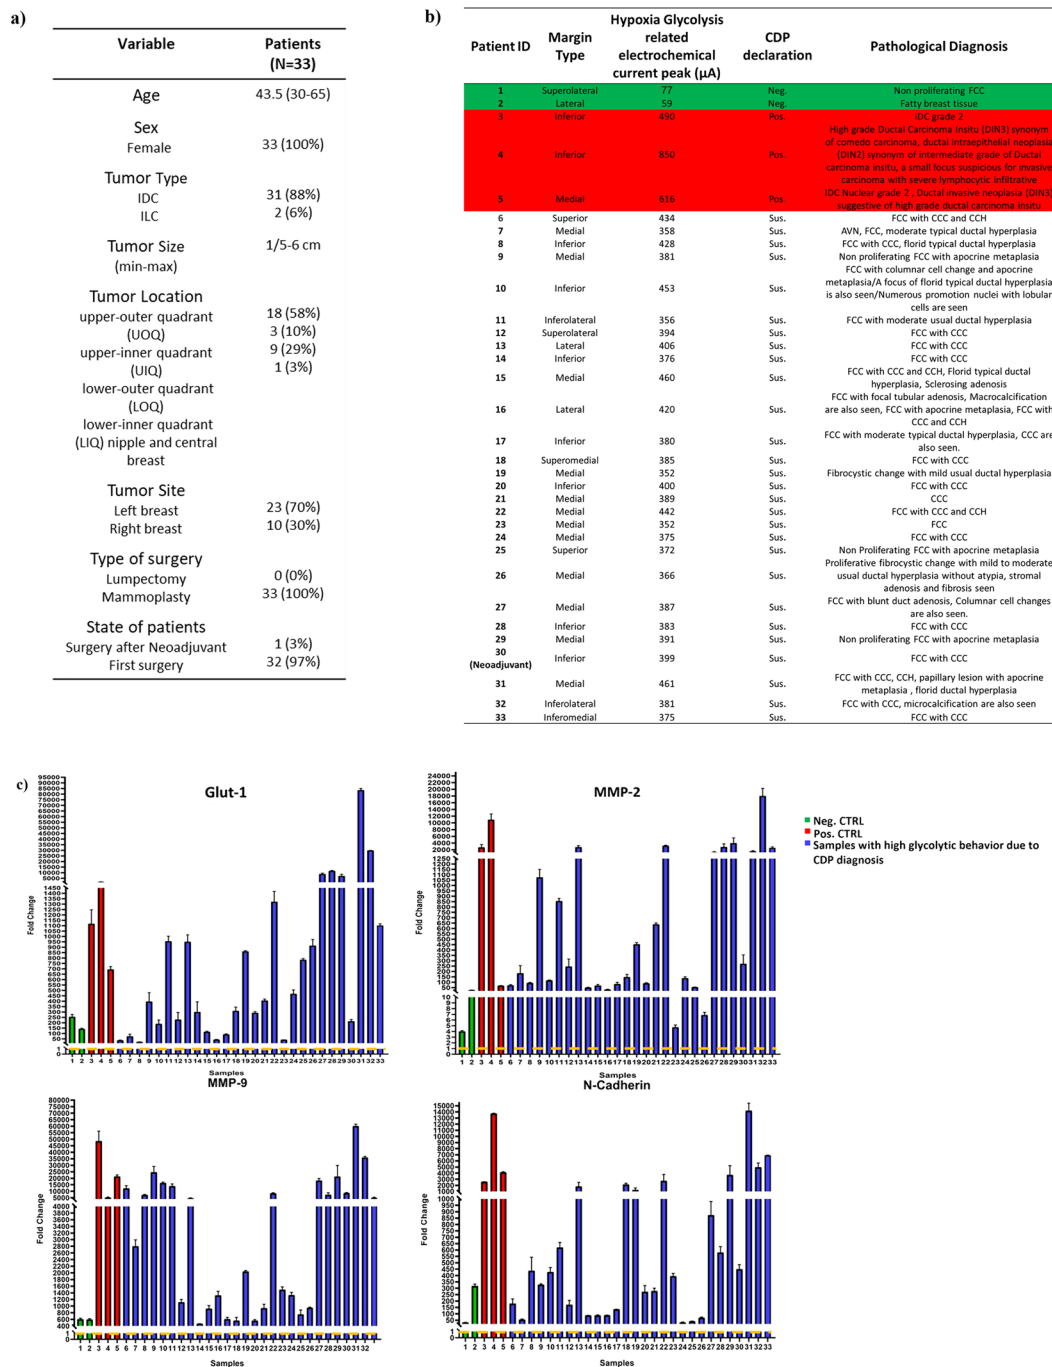 a)
Variable Patients
(N=33)
Age 43.5 (30-65)
Sex
Female 33 (100%)
Tumor Type
IDC 31 (88%)
ILC 2 (6%)
Tumor Size 1/5-6 cm
(min-max)
Tumor Location
upper-outer quadrant 18 (58%)
(UOQ) 3 (10%)
upper-inner quadrant 9 (29%)
(UIQ) 1 (3%)
lower-outer quadrant
(LOQ)
lower-inner quadrant
(LIQ) nipple and central
breast
Tumor Site
Left breast 23 (70%)
Right breast 10 (30%)
Type of surgery
Lumpectomy 0 (0%)
Mammoplasty 33 (100%)
State of patients
Surgery after Neoadjuvant 1 (3%)
First surgery 32 (97%)
b)
Patient ID Margin Type Hypoxia Glycolysis related electrochemical current peak (µA) CDP declaration Pathological Diagnosis
1 Superolateral 77 Neg. Non proliferating FCC
2 Lateral 59 Neg. Fatty breast tissue
3 Inferior 490 Pos. IDC grade 2
4 Inferior 850 Pos. High grade Ductal Carcinoma Insitu (DIN3) synonym
of comedo carcinoma, ductal intraepithelial neoplasia
(DIN2) synonym of intermediate grade of Ductal
carcinoma insitu, a small focus suspicious for invasive
carcinoma with severe lymphocytic infiltrative
5 Medial 616 Pos. IDC Nuclear grade 2 , Ductal invasive neoplasia (DIN3)
suggestive of high grade ductal carcinoma insitu
6 Superior 434 Sus. FCC with CCC and CCH
7 Medial 358 Sus. AVN, FCC, moderate typical ductal hyperplasia
8 Inferior 428 Sus. FCC with CCC, florid typical ductal hyperplasia
9 Medial 381 Sus. Non proliferating FCC with apocrine metaplasia
10 Inferior 453 Sus. FCC with columnar cell change and apocrine
metaplasia/A focus of florid typical ductal hyperplasia
is also seen/Numerous promotion nuclei with lobular
cells are seen
11 Inferolateral 356 Sus. FCC with moderate usual ductal hyperplasia
12 Superolateral 394 Sus. FCC with CCC
13 Lateral 406 Sus. FCC with CCC
14 Inferior 376 Sus. FCC with CCC
15 Medial 460 Sus. FCC with CCC and CCH, Florid typical ductal
hyperplasia, Sclerosing adenosis
16 Lateral 420 Sus. FCC with focal tubular adenosis, Macrocalcification
are also seen, FCC with apocrine metaplasia, FCC with
CCC and CCH
17 Inferior 380 Sus. FCC with moderate typical ductal hyperplasia, CCC are
also seen.
18 Superomedial 385 Sus. FCC with CCC
19 Medial 352 Sus. Fibrocystic change with mild usual ductal hyperplasia
20 Inferior 400 Sus. FCC with CCC
21 Medial 389 Sus. CCC
22 Medial 442 Sus. FCC with CCC and CCH
23 Medial 352 Sus. FCC
24 Medial 375 Sus. FCC with CCC
25 Superior 372 Sus. Non Proliferating FCC with apocrine metaplasia
26 Medial 366 Sus. Proliferative fibrocystic change with mild to moderate
usual ductal hyperplasia without atypia, stromal
adenosis and fibrosis seen
27 Medial 387 Sus. FCC with blunt duct adenosis, Columnar cell changes
are also seen.
28 Inferior 383 Sus. FCC with CCC
29 Medial 391 Sus. Non proliferating FCC with apocrine metaplasia
30
(Neoadjuvant) Inferior 399 Sus. FCC with CCC
31 Medial 461 Sus. FCC with CCC, CCH, papillary lesion with apocrine
metaplasia , florid ductal hyperplasia
32 Inferolateral 381 Sus. FCC with CCC, microcalcification are also seen
33 Inferomedial 375 Sus. FCC with CCC
c)
Glut-1
Fold Change
Samples
MMP-2
Fold Change
Samples
Neg. CTRL
Pos. CTRL
Samples with high glycolytic behavior due to
CDP diagnosis
MMP-9
Fold Change
Samples
N-Cadherin
Fold Change
Samples